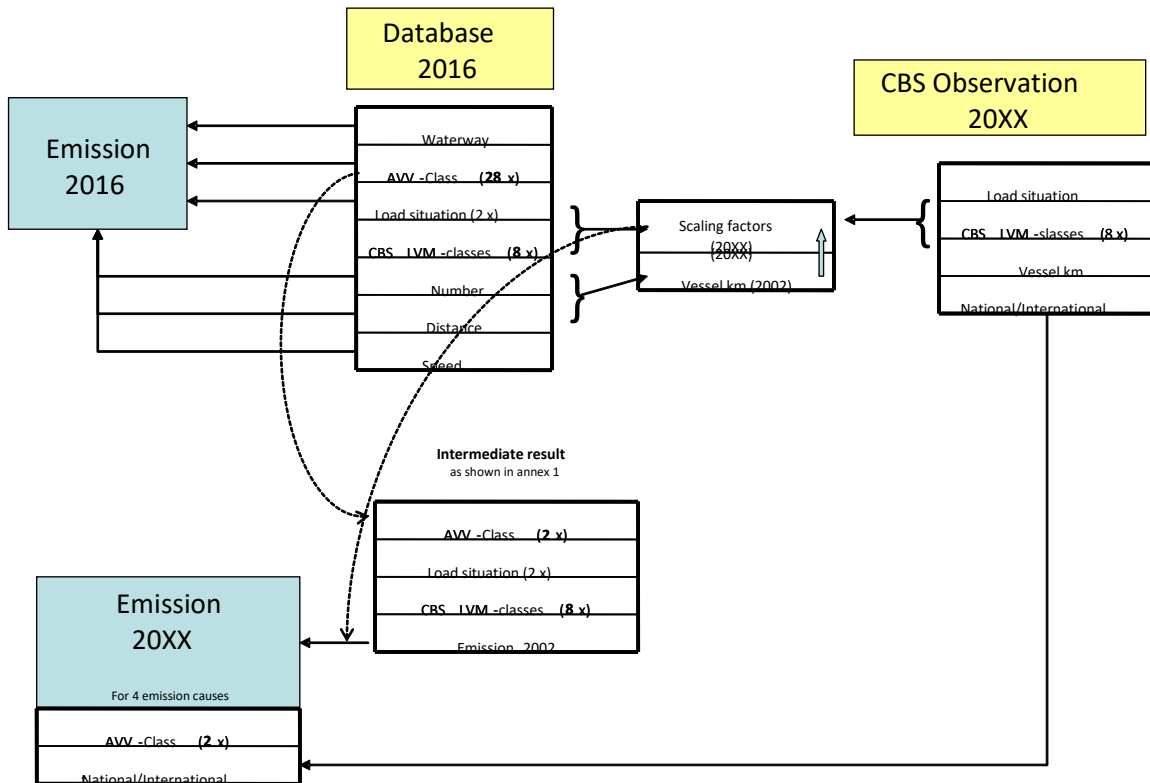 Database
2016
CBS Observation
20XX
Emission
2016
Waterway
AVV -Class (28 x)
Load situation (2 x)
CBS LVM -classes (8 x)
Number
Distance
Speed
Scaling factors
(20XX)
(20XX)
Vessel km (2002)
Load situation
CBS LVM -slasses (8 x)
Vessel km
National/International
Intermediate result
as shown in annex 1
AVV -Class (2 x)
Load situation (2 x)
CBS LVM -classes (8 x)
Emission 2002
Emission
20XX
For 4 emission causes
AVV -Class (2 x)
National/International